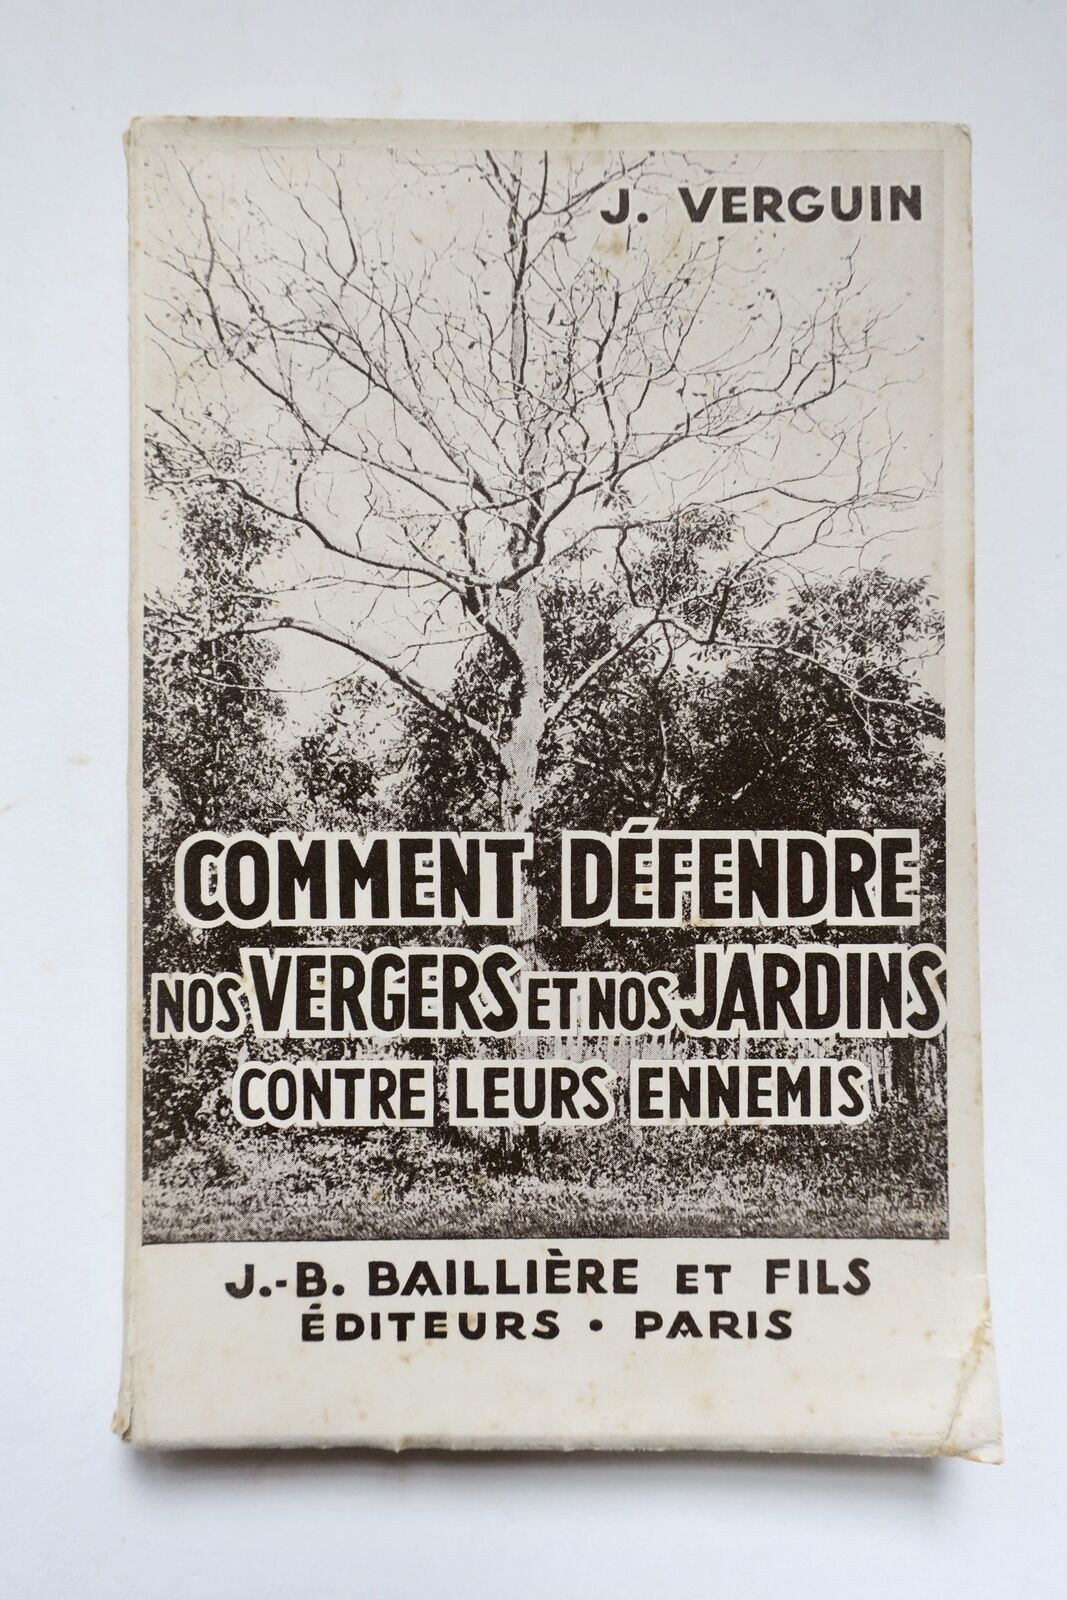 J. VERGUIN
COMMENT DÉFENDRE
NOS VERGERS ET NOS JARDINS
CONTRE LEURS ENNEMIS
J.-B. BAILLIÈRE ET FILS
ÉDITEURS • PARIS